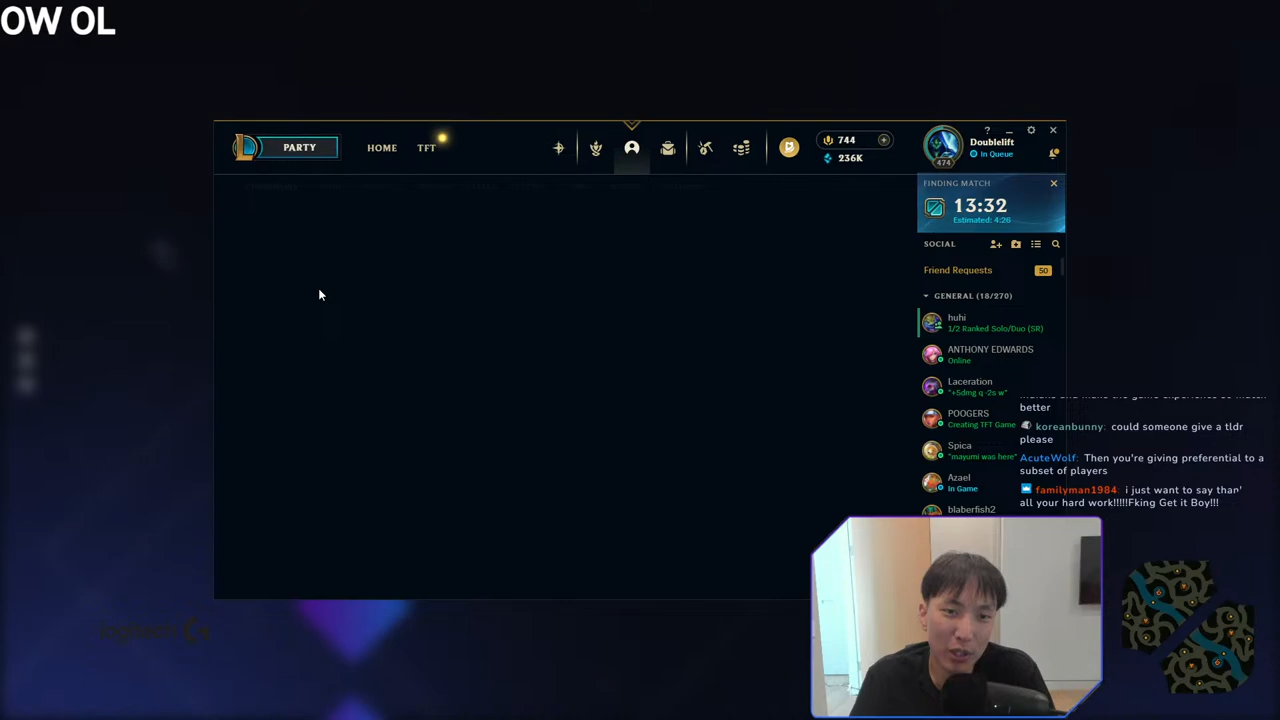 OW OL
PARTY
HOME
TFT
744
236K
474
?
Doublelift
In Queue
FINDING MATCH
13:32
Estimated: 4:26
SOCIAL
Friend Requests
50
GENERAL (18/270)
huhi
1/2 Ranked Solo/Duo (SR)
ANTHONY EDWARDS
Online
Laceration
"+5dmg q -2s w"
POOGERS
Creating TFT Game
Spica
"mayumi was here"
Azael
In Game
blaberfish2
better
koreanbunny: could someone give a tldr
please
AcuteWolf: Then you're giving preferential to a
subset of players
familyman1984: i just want to say than'
all your hard work!!!!!Fking Get it Boy!!!